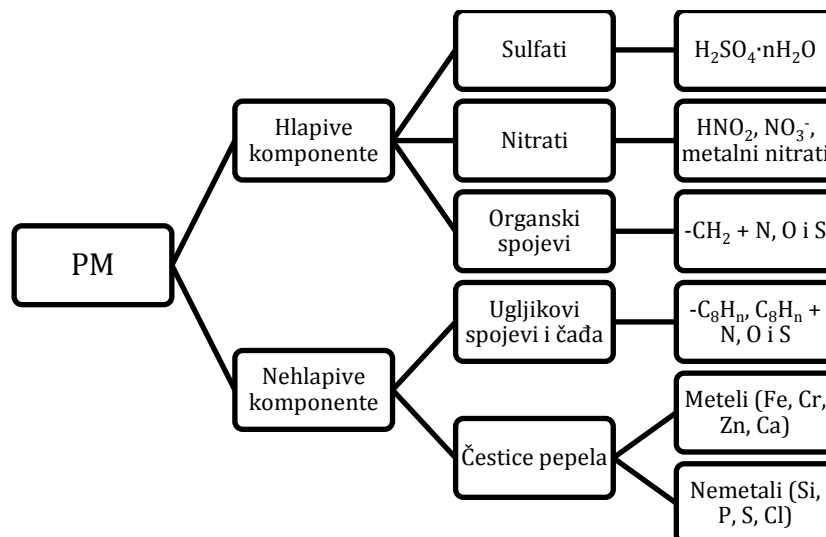 PM
Hlapive
komponente
Sulfati
H₂SO₄·nH₂O
Nitrati
HNO₂, NO₃⁻,
metalni nitrati
Organski
spojevi
-CH₂ + N, O i S
Nehlapive
komponente
Ugljikovi
spojevi i čađa
-C₈Hₙ, C₈Hₙ +
N, O i S
Čestice pepela
Meteli (Fe, Cr,
Zn, Ca)
Nemetali (Si,
P, S, Cl)